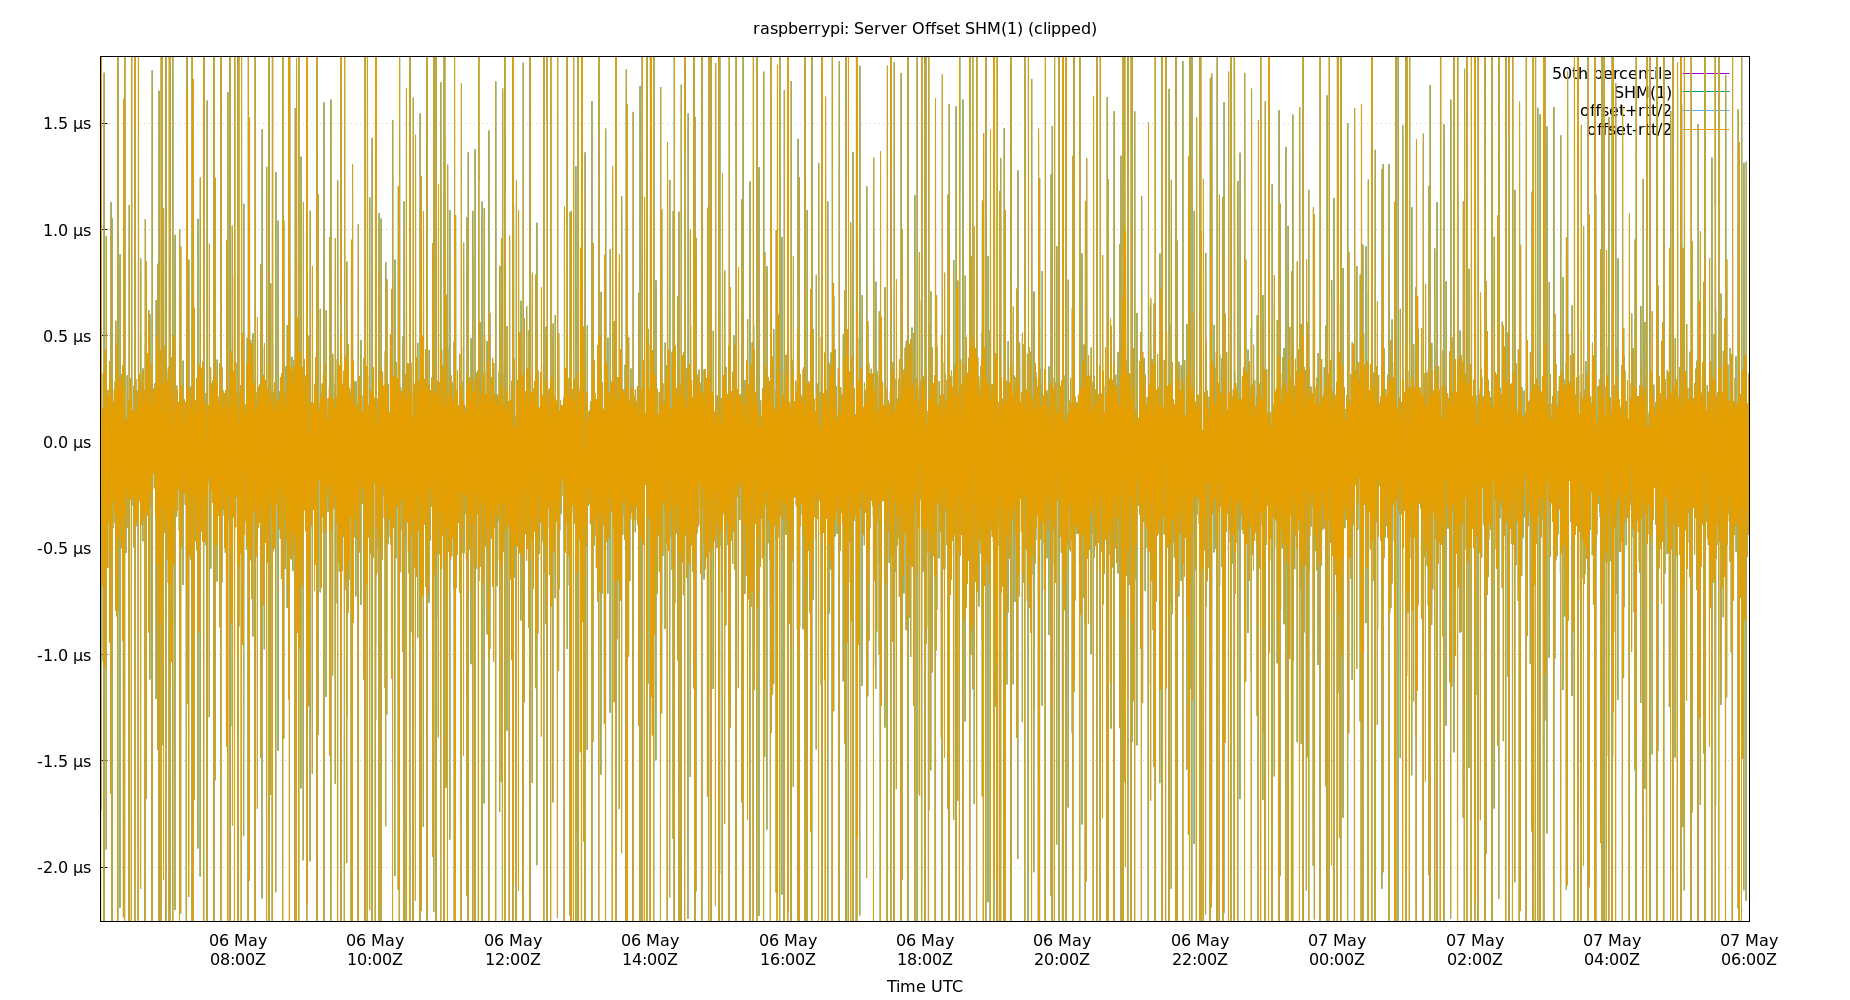 raspberrypi: Server Offset SHM(1) (clipped)
50th percentile
SHM(1)
offset+rtt/2
offset-rtt/2
1.5 µs
1.0 µs
0.5 µs
0.0 µs
-0.5 µs
-1.0 µs
-1.5 µs
-2.0 µs
06 May 06 May 06 May 06 May 06 May 06 May 06 May 06 May 07 May 07 May 07 May 07 May
08:00Z 10:00Z 12:00Z 14:00Z 16:00Z 18:00Z 20:00Z 22:00Z 00:00Z 02:00Z 04:00Z 06:00Z
Time UTC